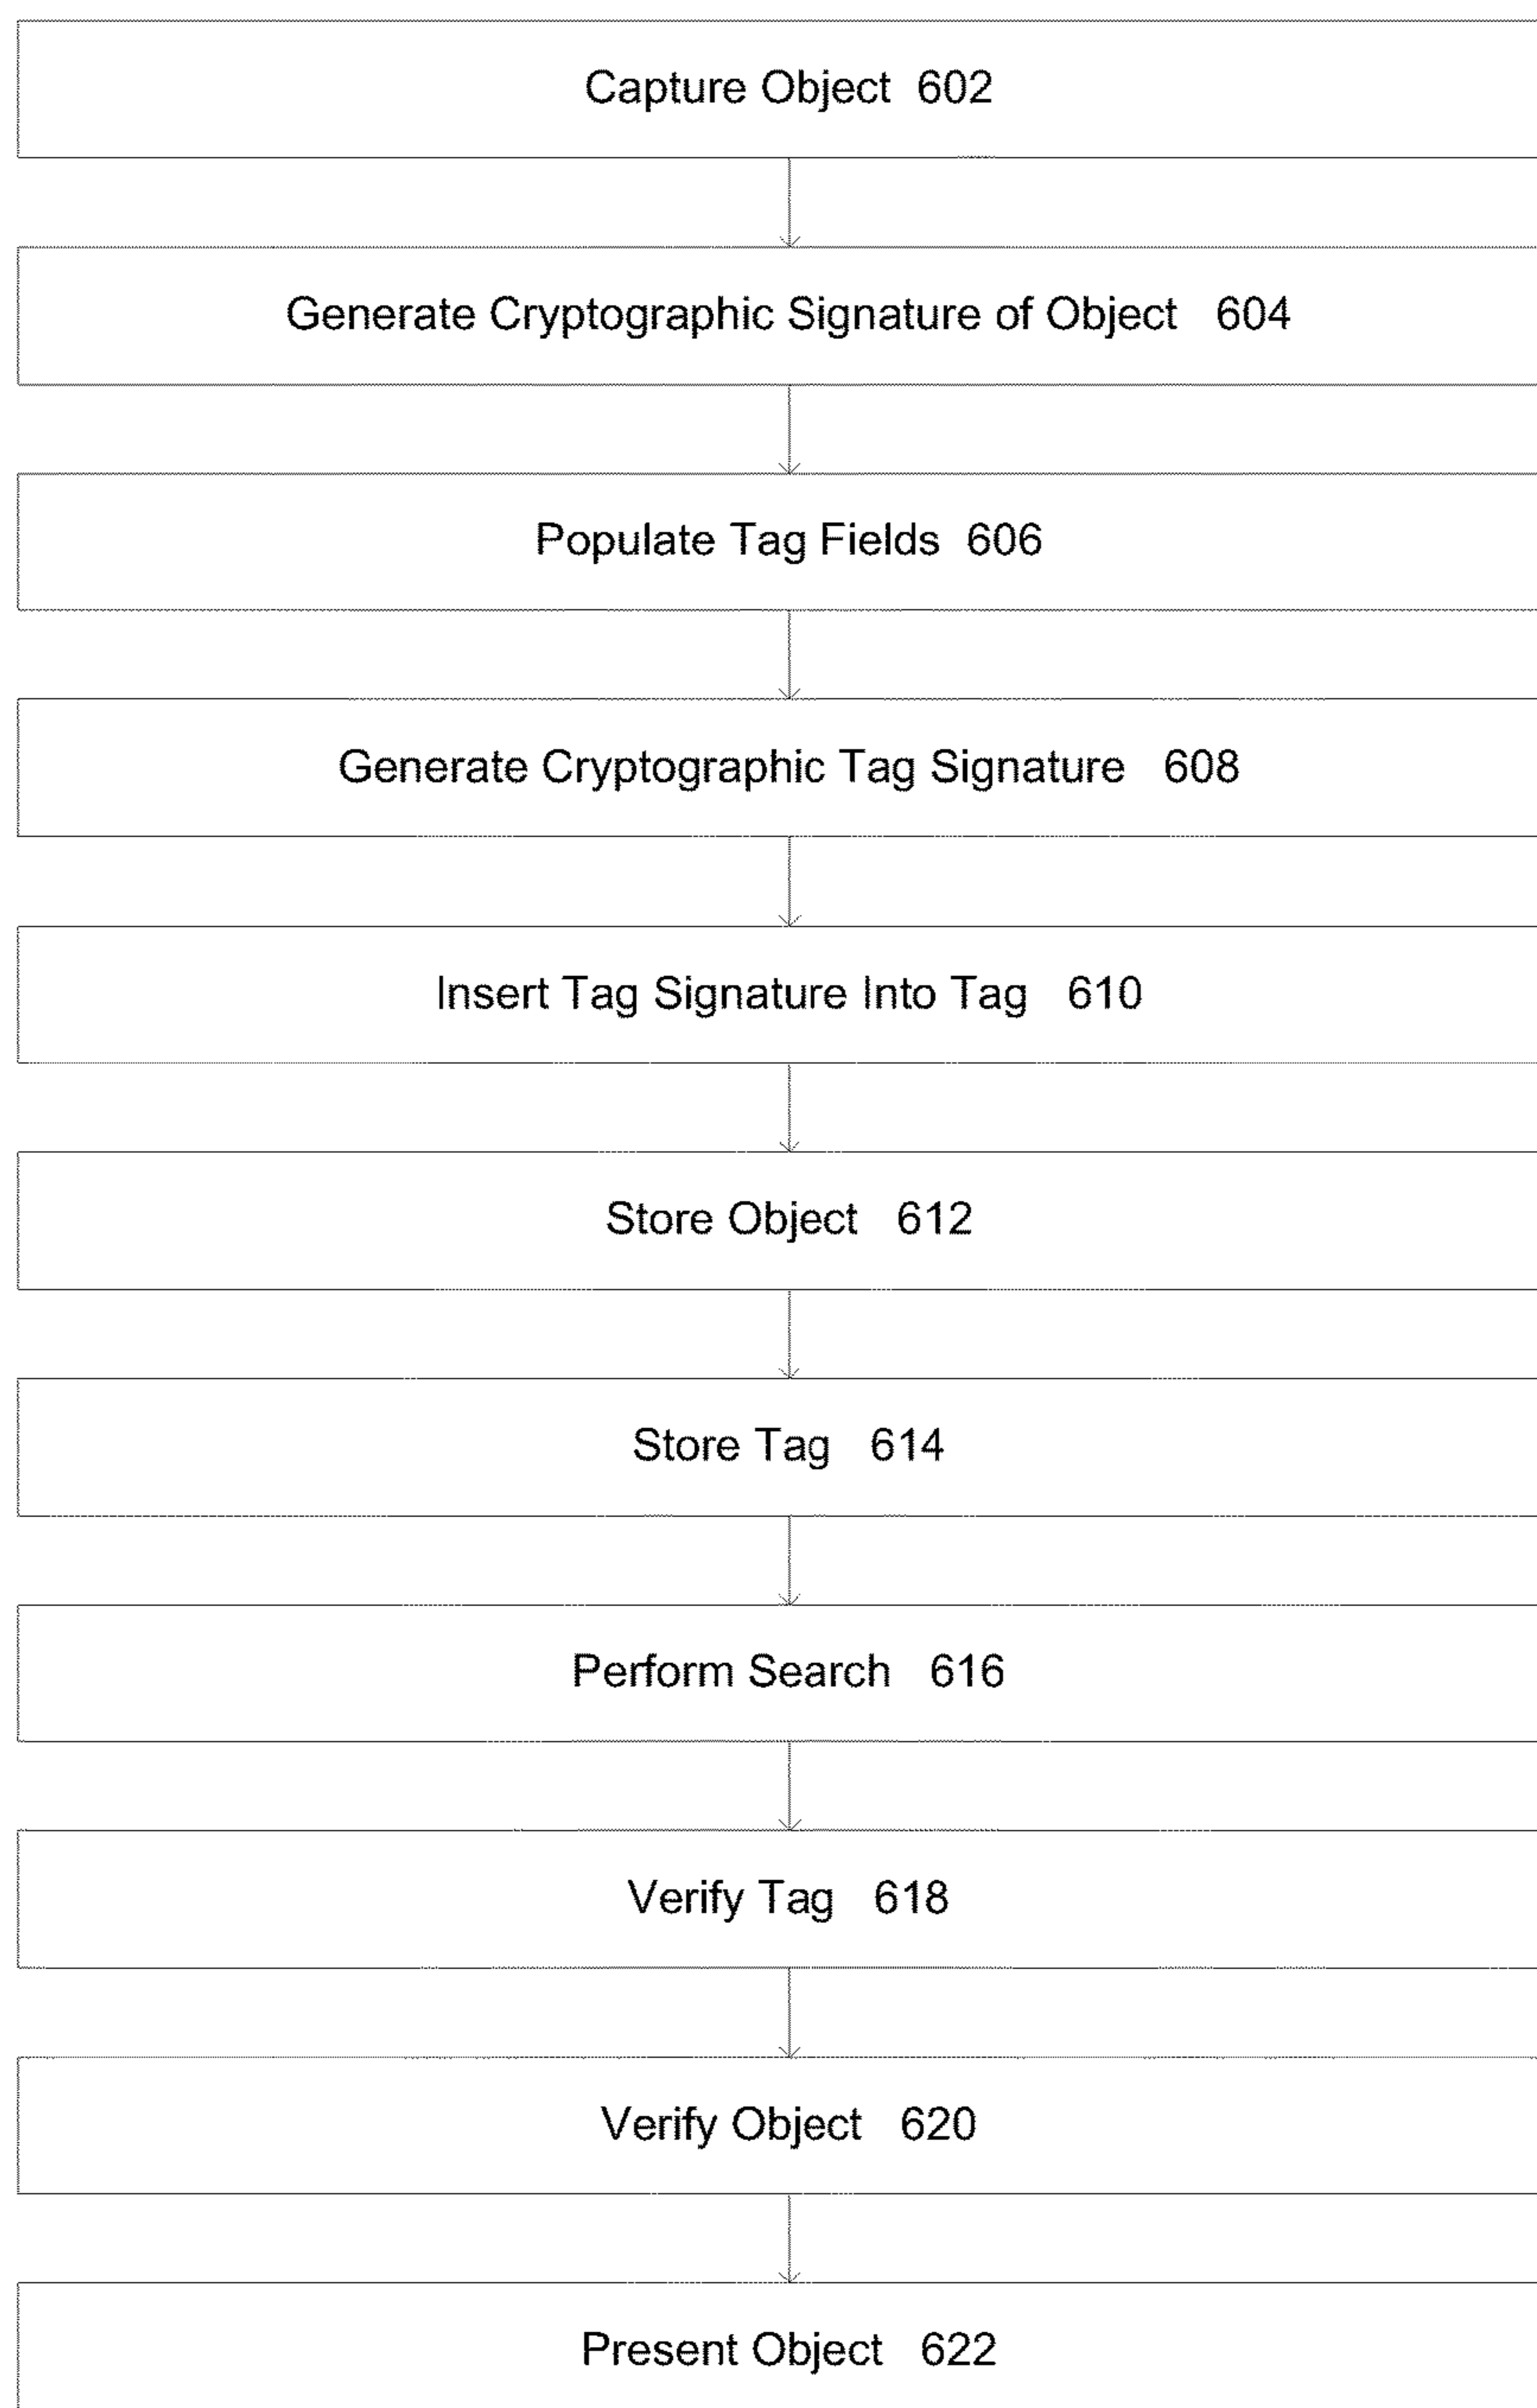 Capture Object 602
Generate Cryptographic Signature of Object 604
Populate Tag Fields 606
Generate Cryptographic Tag Signature 608
Insert Tag Signature Into Tag 610
Store Object 612
Store Tag 614
Perform Search 616
Verify Tag 618
Verify Object 620
Present Object 622